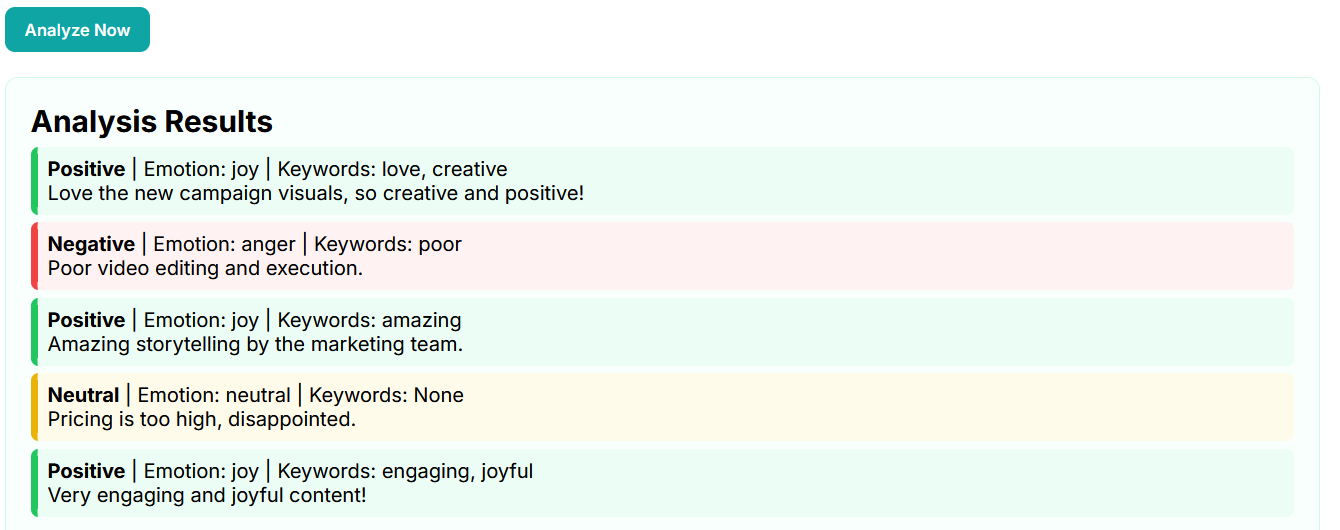 Analyze Now
Analysis Results
Positive | Emotion: joy | Keywords: love, creative
Love the new campaign visuals, so creative and positive!
Negative | Emotion: anger | Keywords: poor
Poor video editing and execution.
Positive | Emotion: joy | Keywords: amazing
Amazing storytelling by the marketing team.
Neutral | Emotion: neutral | Keywords: None
Pricing is too high, disappointed.
Positive | Emotion: joy | Keywords: engaging, joyful
Very engaging and joyful content!